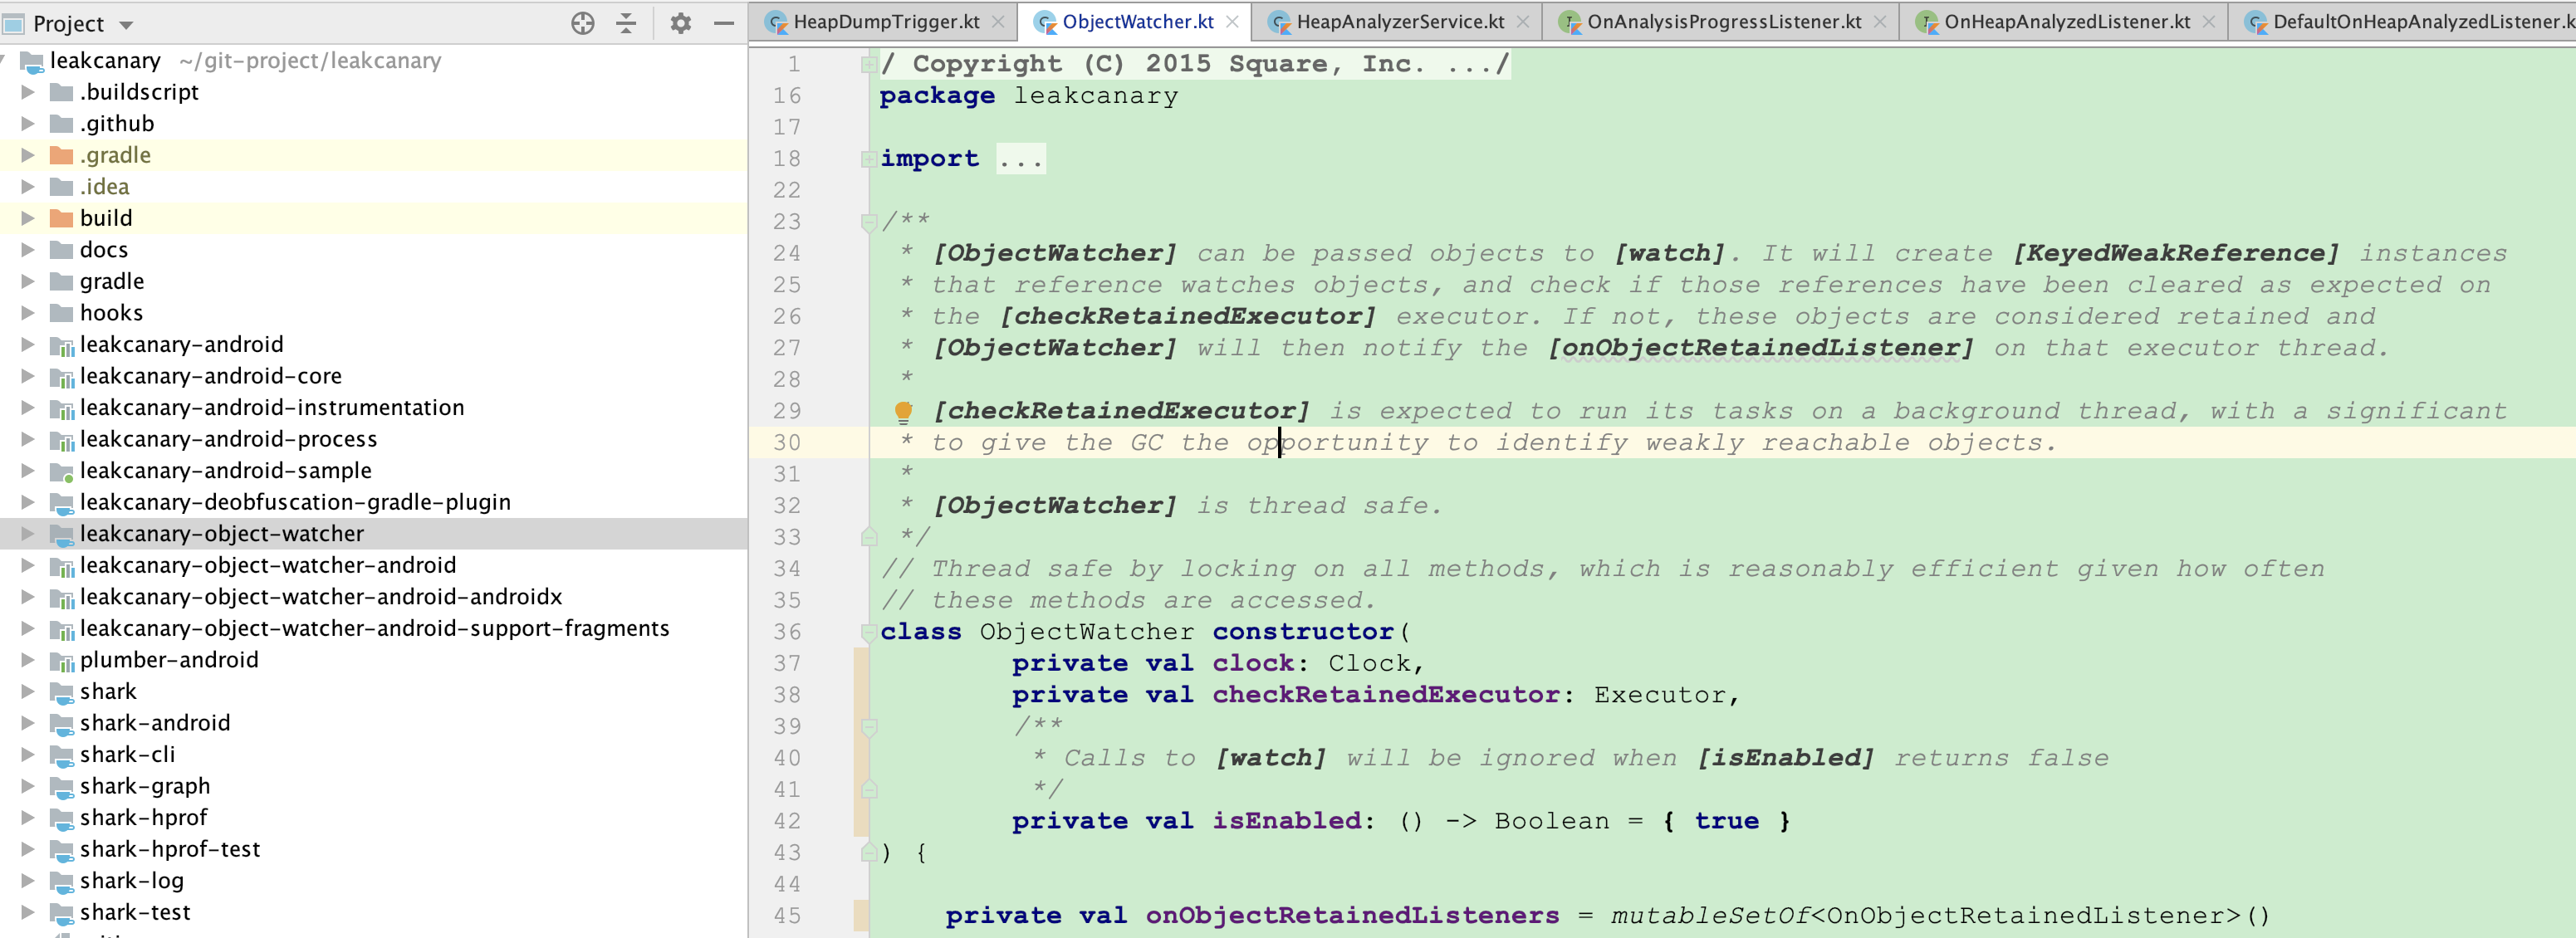 Project
leakcanary ~/git-project/leakcanary
.buildscript
.github
.gradle
.idea
build
docs
gradle
hooks
leakcanary-android
leakcanary-android-core
leakcanary-android-instrumentation
leakcanary-android-process
leakcanary-android-sample
leakcanary-deobfuscation-gradle-plugin
leakcanary-object-watcher
leakcanary-object-watcher-android
leakcanary-object-watcher-android-androidx
leakcanary-object-watcher-android-support-fragments
plumber-android
shark
shark-android
shark-cli
shark-graph
shark-hprof
shark-hprof-test
shark-log
shark-test
HeapDumpTrigger.kt ObjectWatcher.kt HeapAnalyzerService.kt OnAnalysisProgressListener.kt OnHeapAnalyzedListener.kt DefaultOnHeapAnalyzedListener.k
1 / Copyright (C) 2015 Square, Inc. .../
16 package leakcanary
17
18 import ...
22
23 /**
24 * [ObjectWatcher] can be passed objects to [watch]. It will create [KeyedWeakReference] instances
25 * that reference watches objects, and check if those references have been cleared as expected on
26 * the [checkRetainedExecutor] executor. If not, these objects are considered retained and
27 * [ObjectWatcher] will then notify the [onObjectRetainedListener] on that executor thread.
28 *
29 [checkRetainedExecutor] is expected to run its tasks on a background thread, with a significant
30 * to give the GC the opportunity to identify weakly reachable objects.
31 *
32 * [ObjectWatcher] is thread safe.
33 */
34 // Thread safe by locking on all methods, which is reasonably efficient given how often
35 // these methods are accessed.
36 class ObjectWatcher constructor(
37 private val clock: Clock,
38 private val checkRetainedExecutor: Executor,
39 /**
40 * Calls to [watch] will be ignored when [isEnabled] returns false
41 */
42 private val isEnabled: () -> Boolean = { true }
43 ) {
44
45 private val onObjectRetainedListeners = mutableSetOf<OnObjectRetainedListener>()